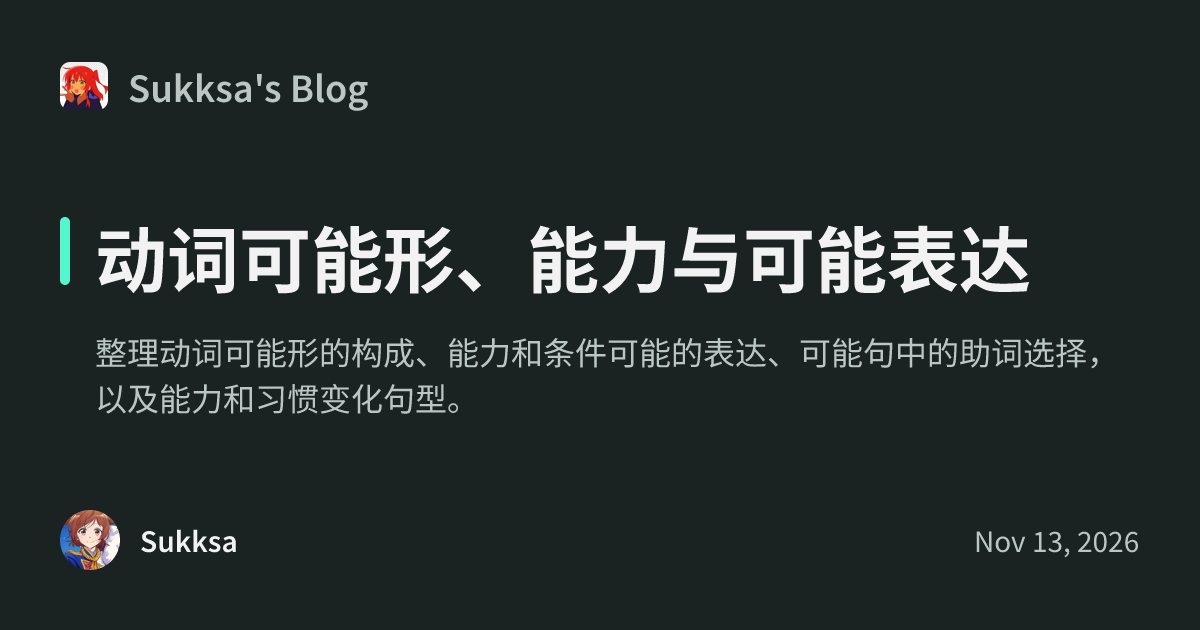 Sukksa's Blog
动词可能形、能力与可能表达
整理动词可能形的构成、能力和条件可能的表达、可能句中的助词选择，
以及能力和习惯变化句型。
Sukksa
Nov 13, 2026